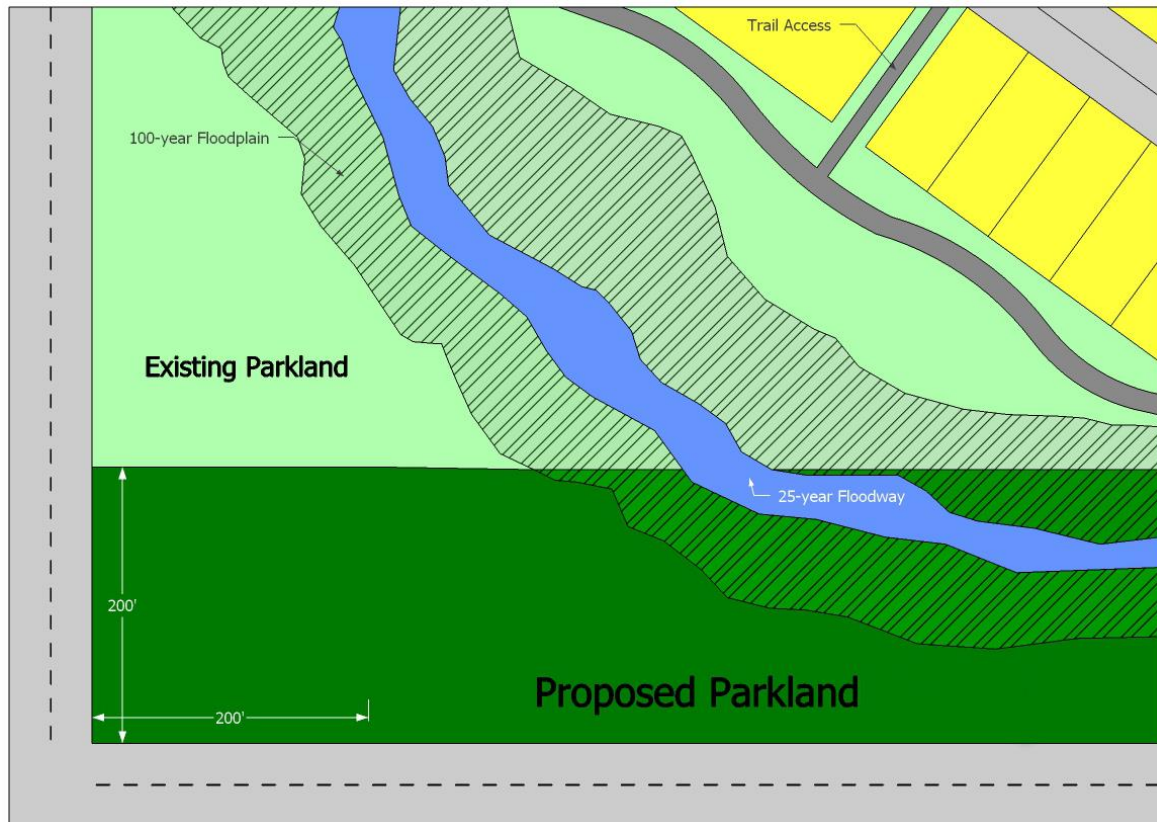 Trail Access
100-year Floodplain
Existing Parkland
25-year Floodway
200'
Proposed Parkland
200'